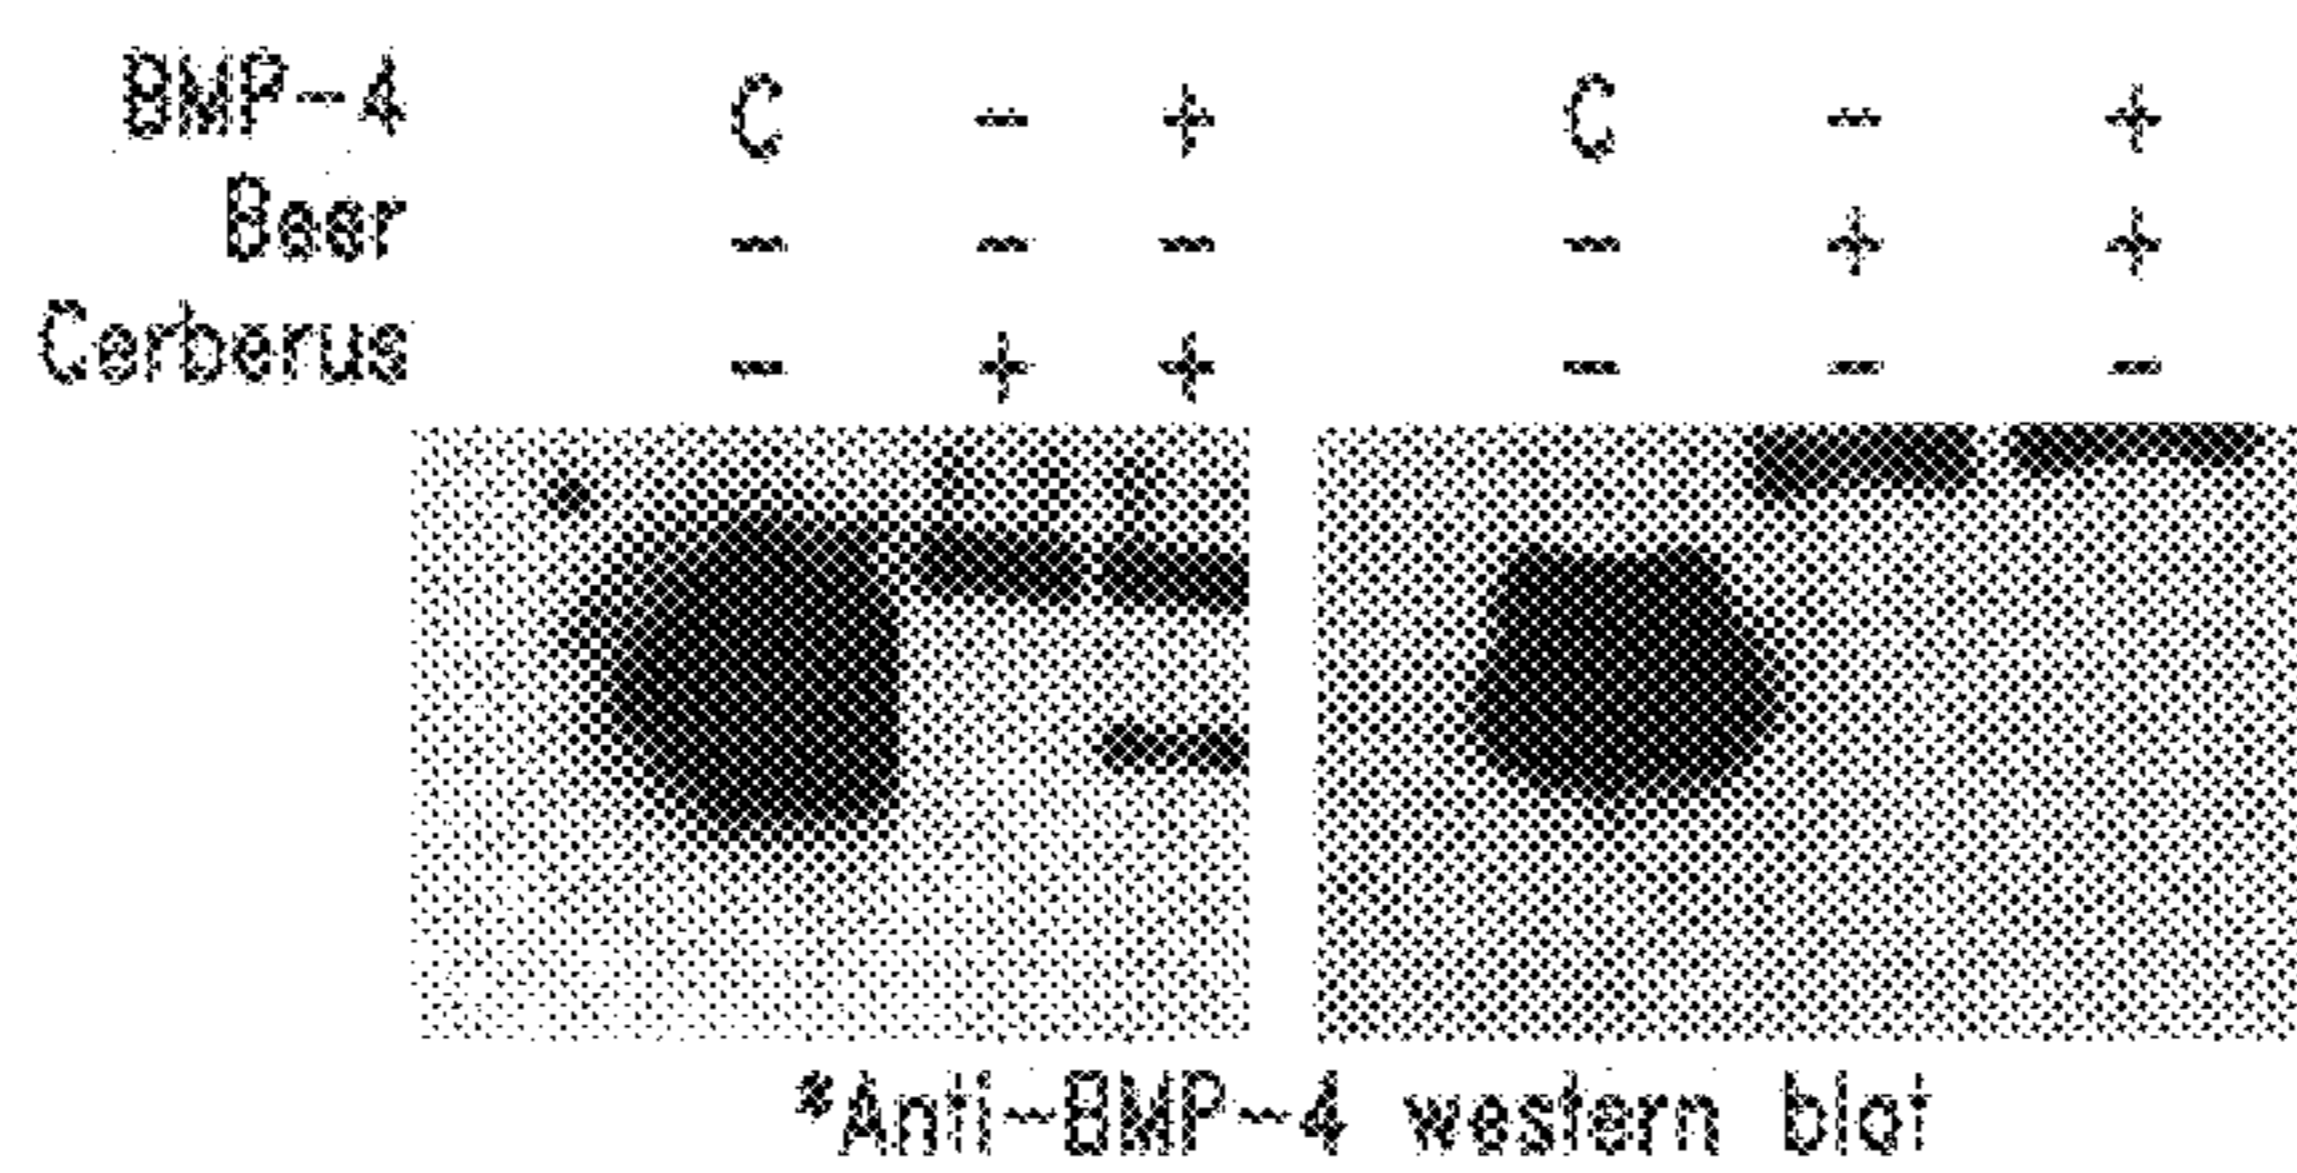 BMP-4 C - + C - +
Beer - - - - + +
Cerberus - + + - - -
*Anti-BMP-4 western blot